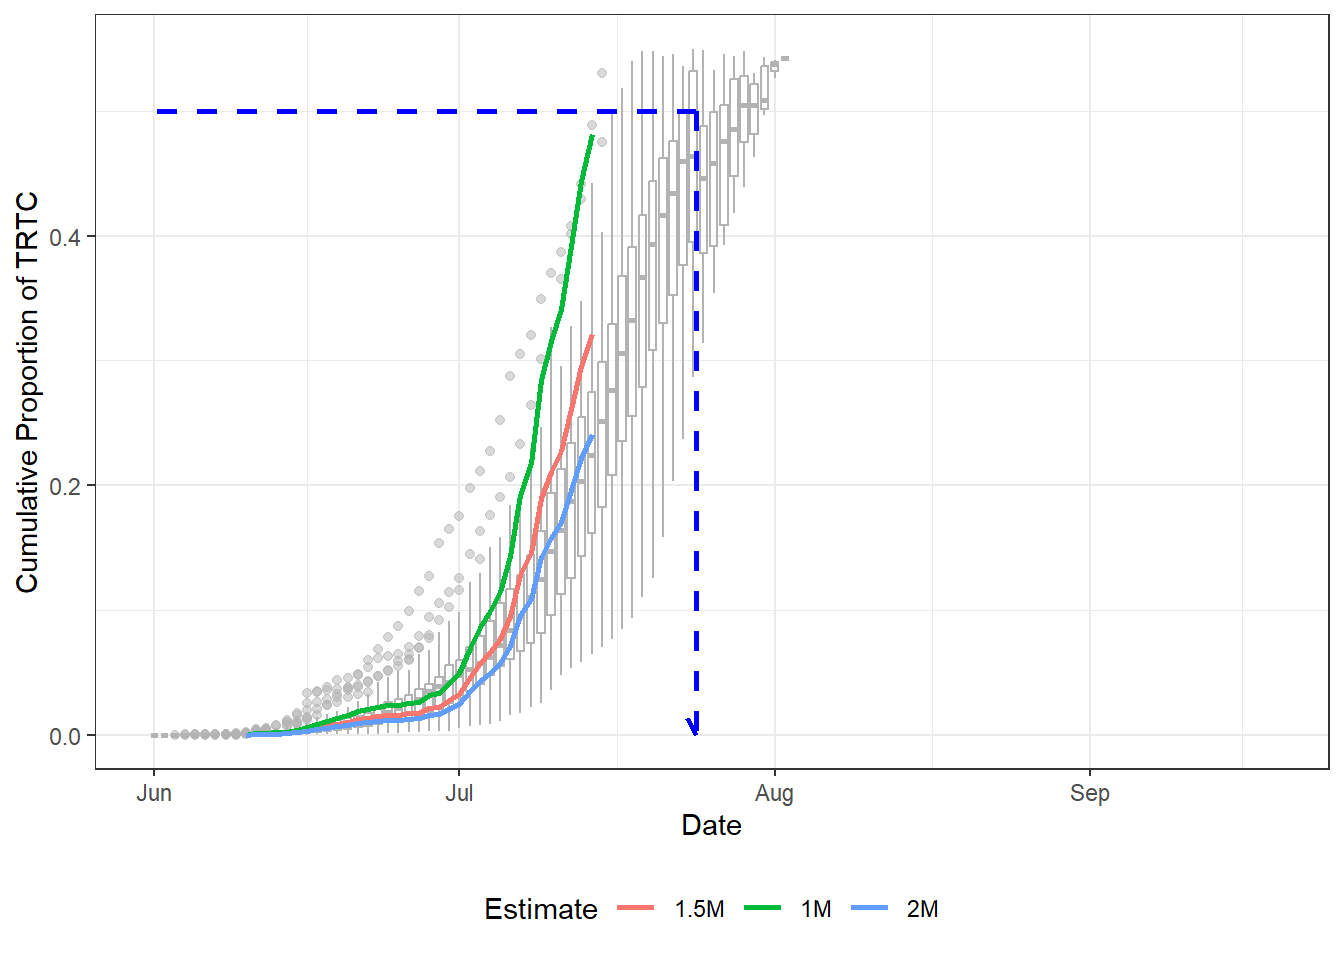 Cumulative Proportion of TRTC
0.4
0.2
0.0
Jun Jul Aug Sep
Date
Estimate 1.5M 1M 2M